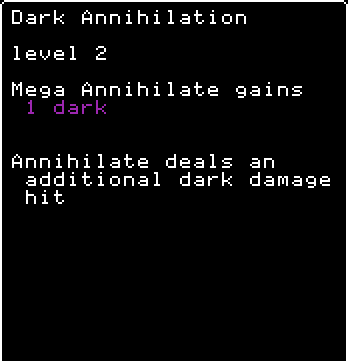 Dark Annihilation
level 2
Mega Annihilate gains
1 dark
Annihilate deals an
additional dark damage
hit